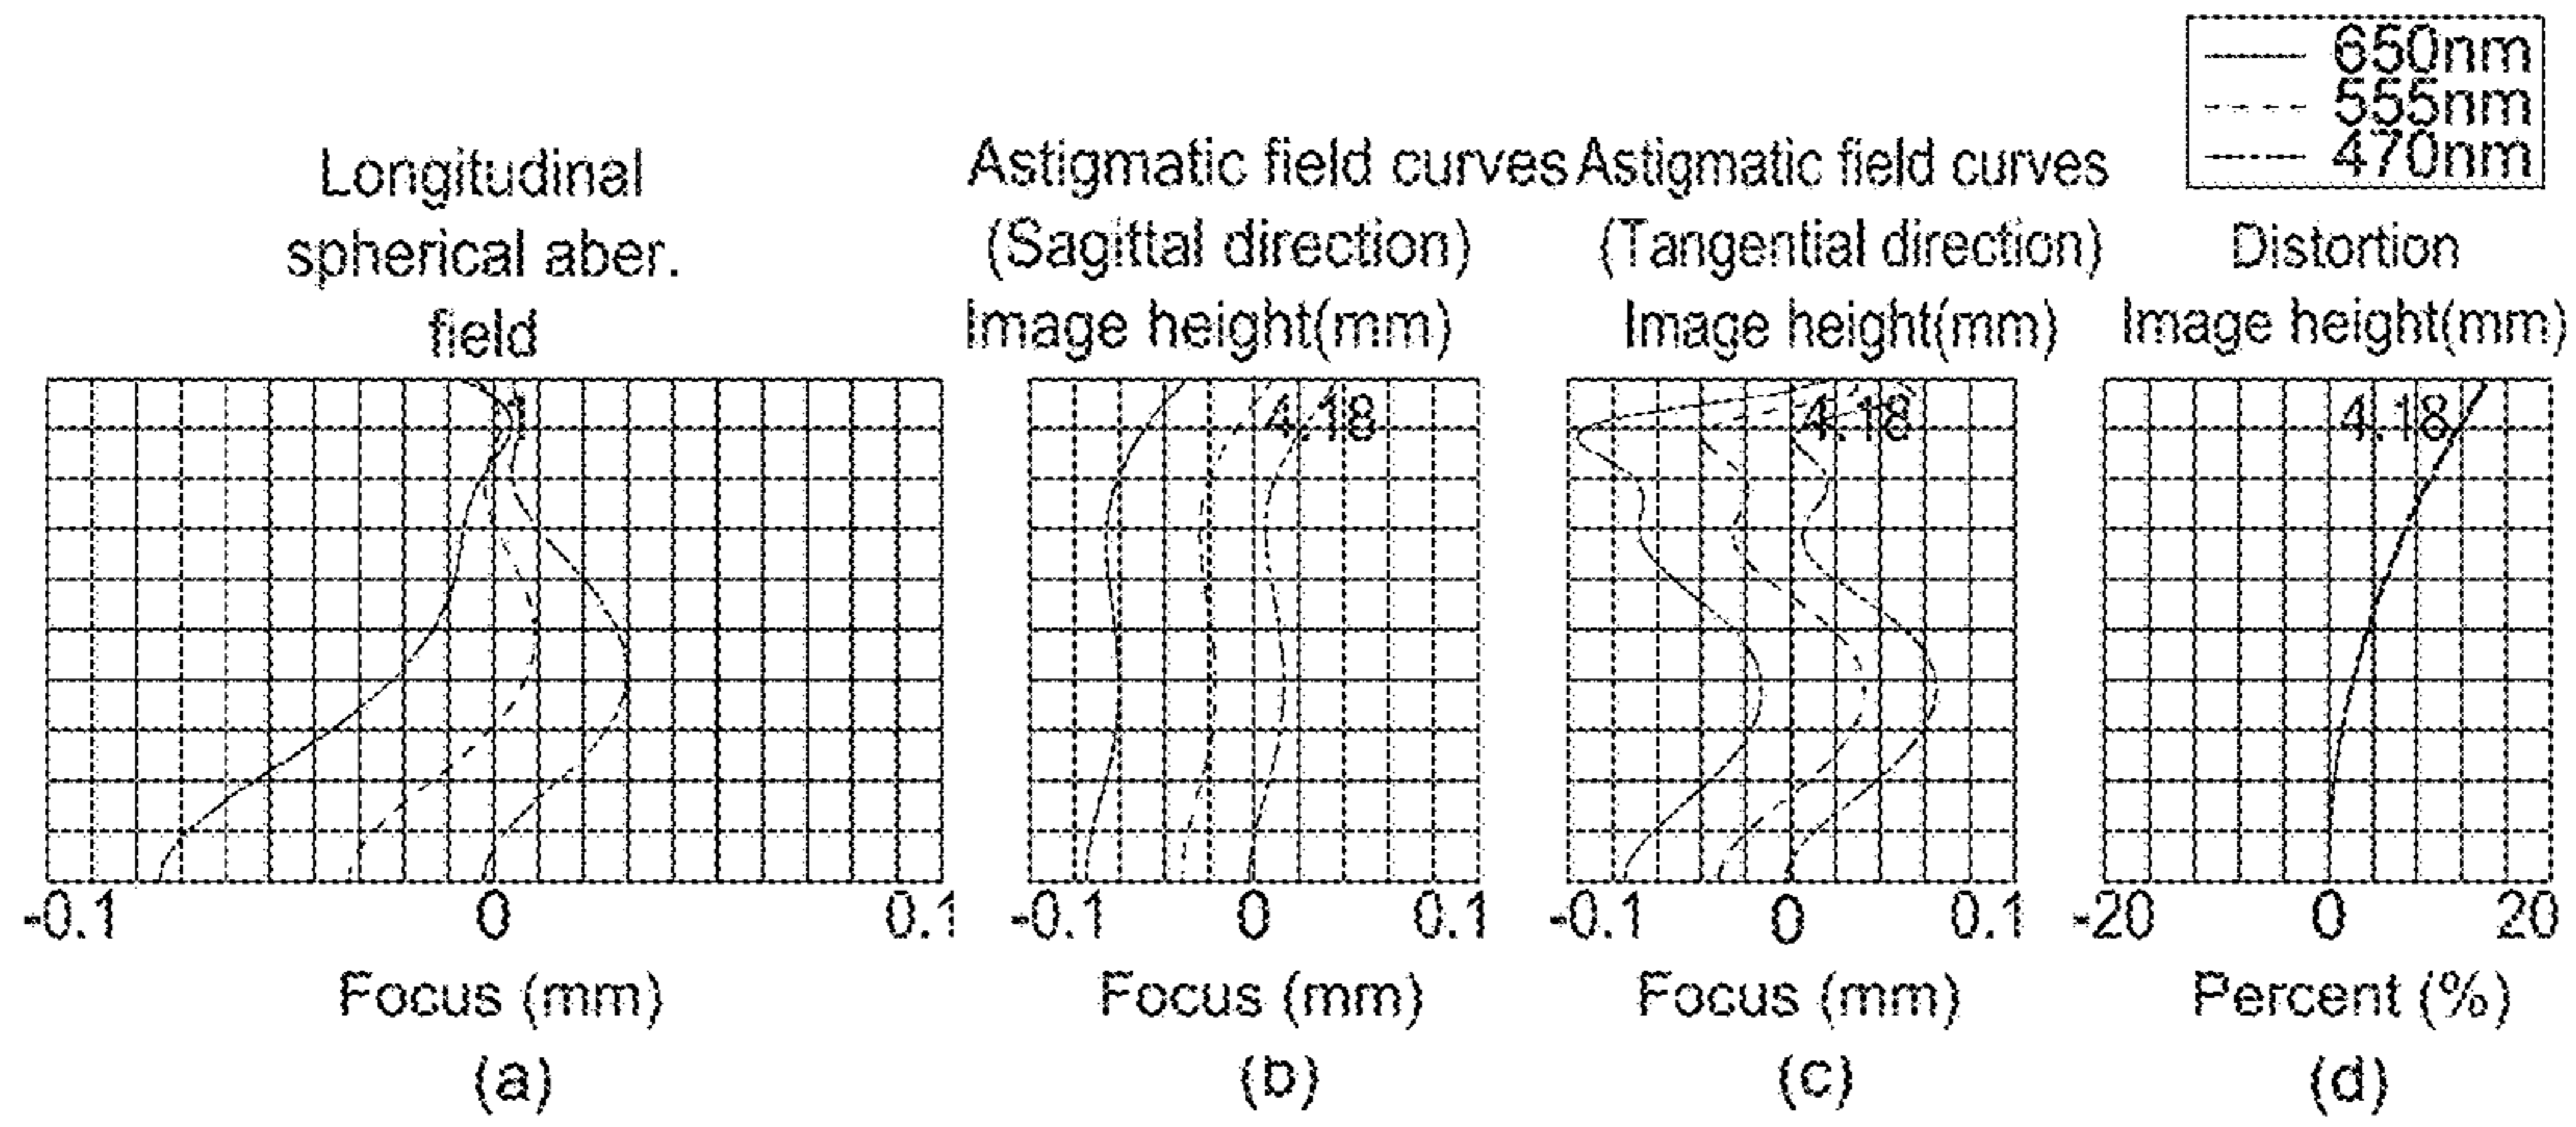 650nm
555nm
470nm
Longitudinal
spherical aber.
field
Astigmatic field curves
(Sagittal direction)
Image height(mm)
Astigmatic field curves
(Tangential direction)
Image height(mm)
Distortion
Image height(mm)
1
4.18
4.18
4.18
-0.1 0 0.1
-0.1 0 0.1
-0.1 0 0.1
-20 0 20
Focus (mm)
Focus (mm)
Focus (mm)
Percent (%)
(a)
(b)
(c)
(d)